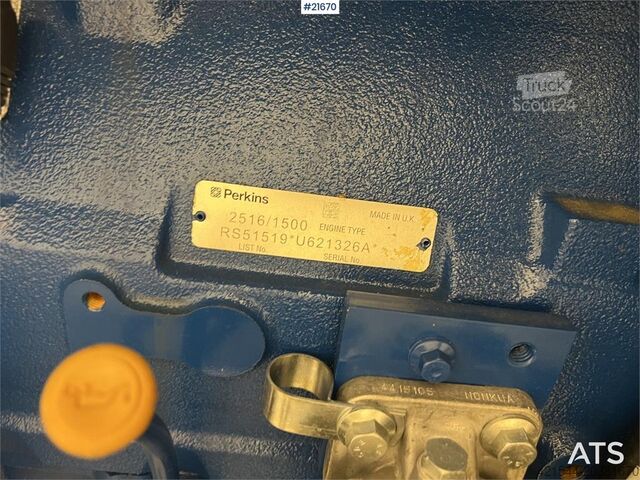 #21670
Truck
Scout24
Perkins
MADE IN U.K.
2516/1500 ENGINE TYPE
RS51519*U621326A*
LIST No. SERIAL No.
ATS